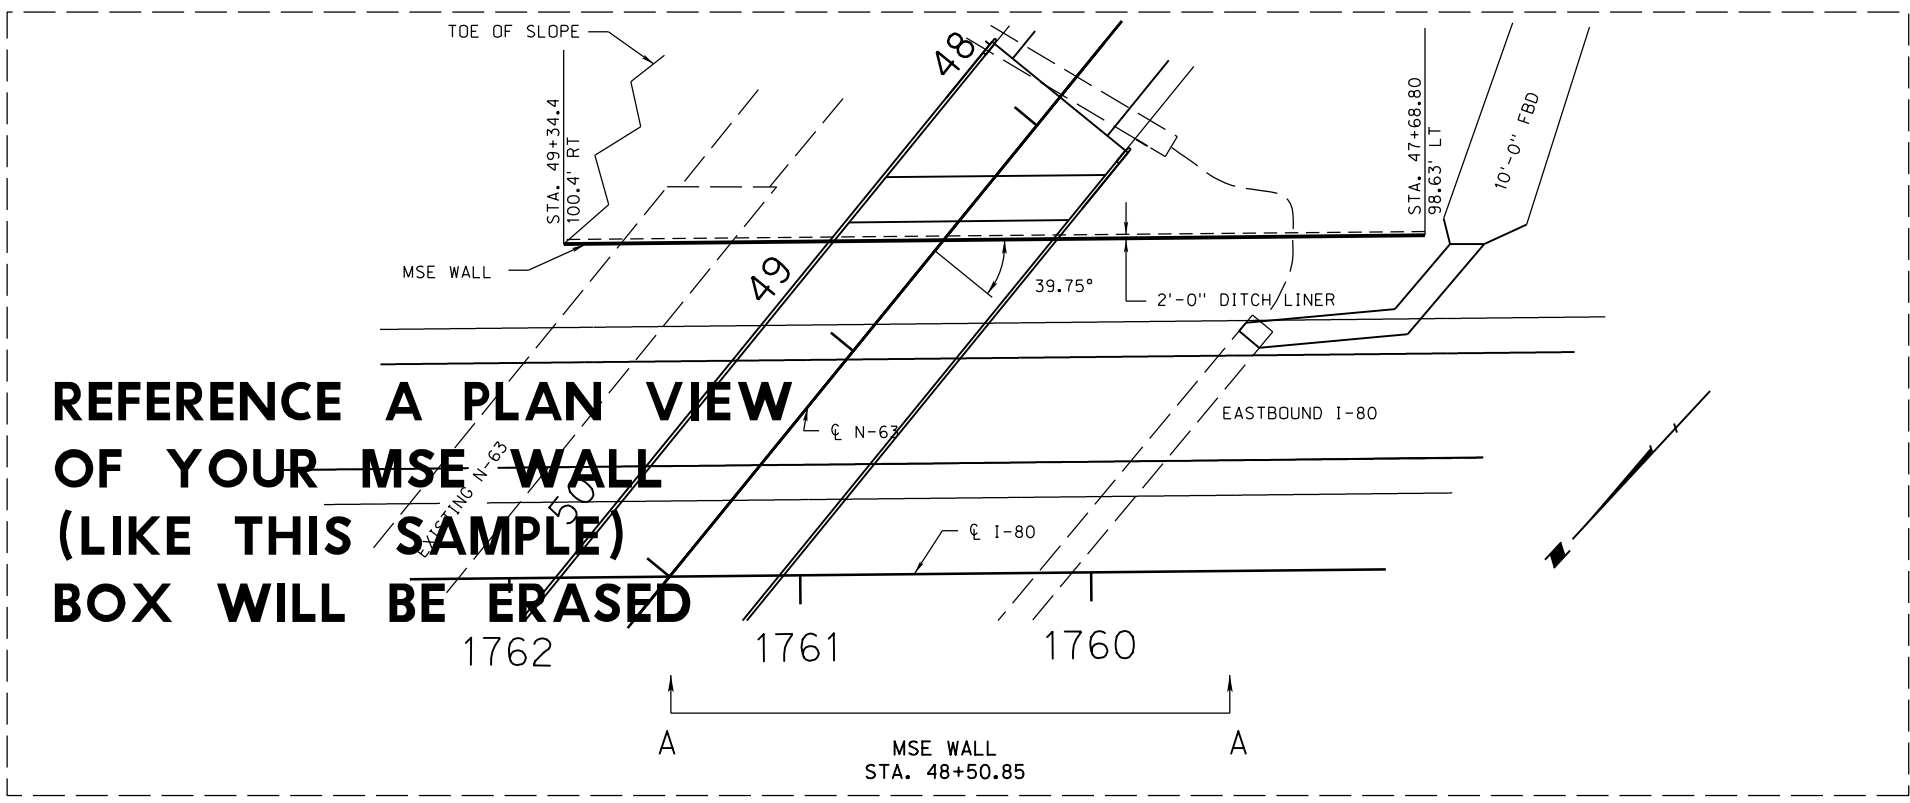 TOE OF SLOPE
48
STA. 49+34.4
100.4' RT
STA. 47+68.80
98.63' LT
10'-0" FBD
MSE WALL
49
39.75°
2'-0" DITCH LINER
REFERENCE A PLAN VIEW
OF YOUR MSE WALL
(LIKE THIS SAMPLE)
BOX WILL BE ERASED
℄ N-63
EASTBOUND I-80
EXISTING N-63
50
℄ I-80
1762
1761
1760
A
A
MSE WALL
STA. 48+50.85